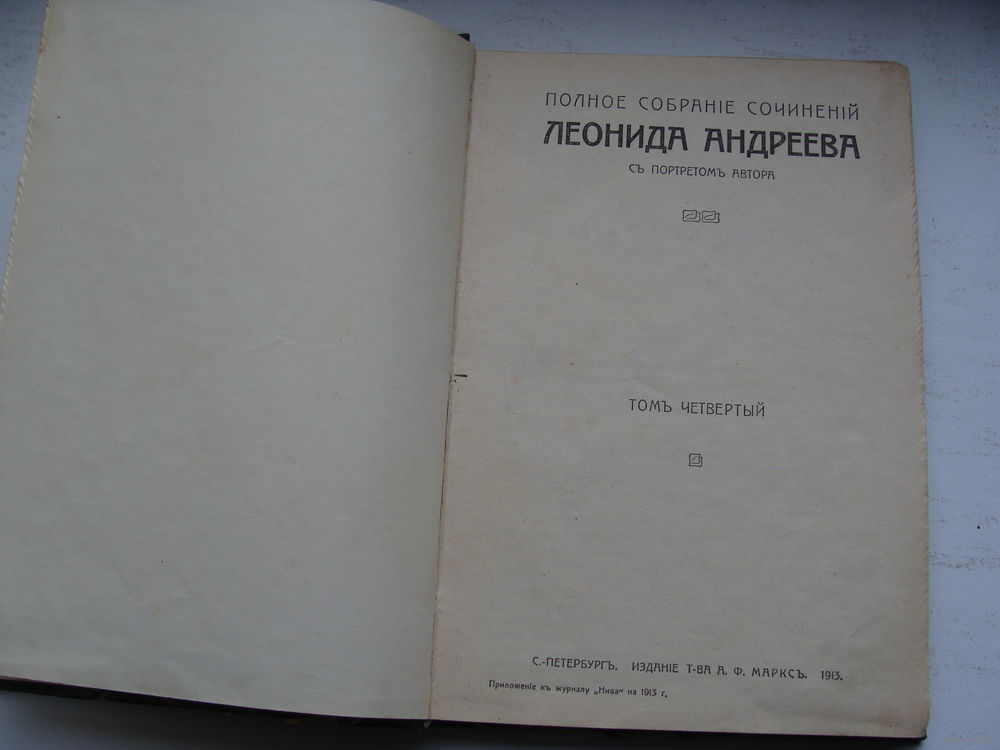 ПОЛНОЕ СОБРАНІЕ СОЧИНЕНІЙ
ЛЕОНИДА АНДРЕЕВА
СЪ ПОРТРЕТОМЪ АВТОРА
ТОМЪ ЧЕТВЕРТЫЙ
С.-ПЕТЕРБУРГЪ. ИЗДАНІЕ Т-ВА А. Ф. МАРКСЪ. 1913.
Приложеніе къ журналу „Нива“ на 1913 г.